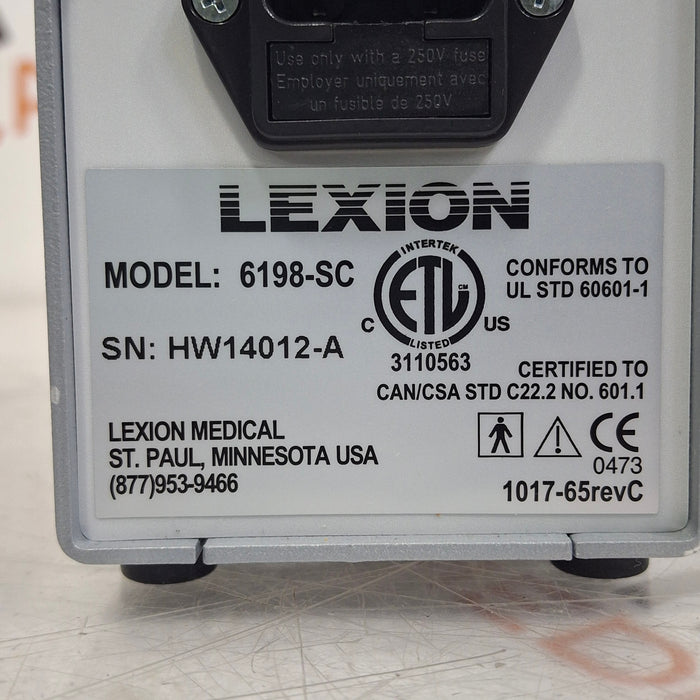 Use only with a 250V fuse
Employer uniquement avec
un fusible de 250V
LEXION
MODEL: 6198-SC
SN: HW14012-A
INTERTEK
ETL CM
LISTED
C US
3110563
CONFORMS TO
UL STD 60601-1
CERTIFIED TO
CAN/CSA STD C22.2 NO. 601.1
LEXION MEDICAL
ST. PAUL, MINNESOTA USA
(877)953-9466
CE
0473
1017-65revC